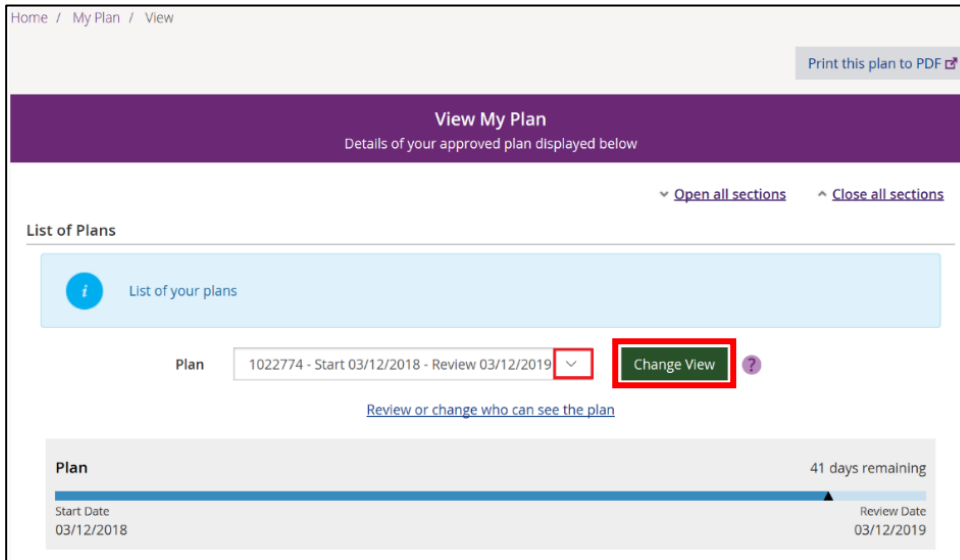 Home / My Plan / View
Print this plan to PDF
View My Plan
Details of your approved plan displayed below
Open all sections
Close all sections
List of Plans
i
List of your plans
Plan
1022774 - Start 03/12/2018 - Review 03/12/2019
Change View
?
Review or change who can see the plan
Plan
41 days remaining
Start Date
Review Date
03/12/2018
03/12/2019